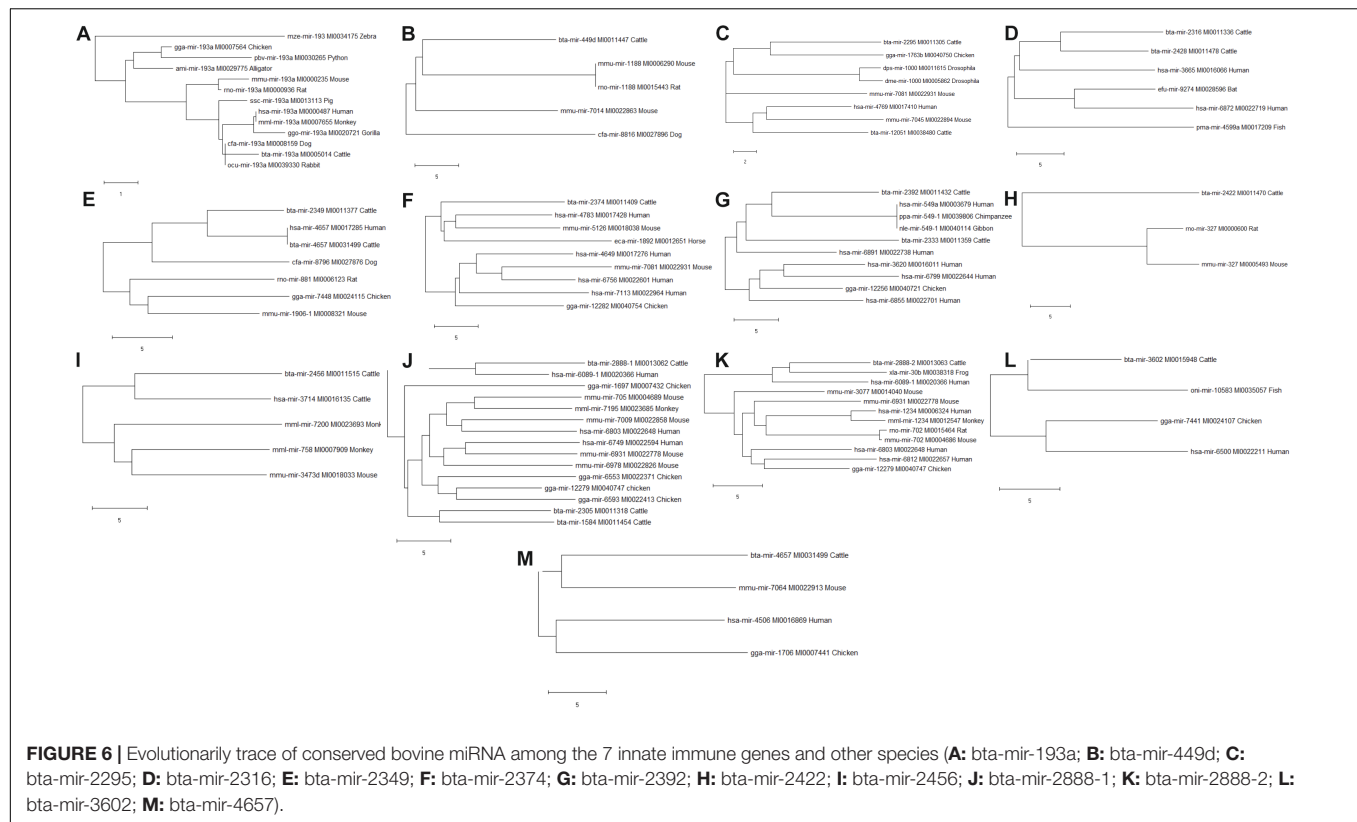 A
mze-mir-193 MI0034175 Zebra
gga-mir-193a MI0007564 Chicken
pbv-mir-193a MI0030265 Python
ami-mir-193a MI0029775 Alligator
mmu-mir-193a MI0000235 Mouse
rno-mir-193a MI0000936 Rat
ssc-mir-193a MI0013113 Pig
hsa-mir-193a MI0000487 Human
mml-mir-193a MI0007655 Monkey
ggo-mir-193a MI0020721 Gorilla
cfa-mir-193a MI0008159 Dog
bta-mir-193a MI0005014 Cattle
ocu-mir-193a MI0039330 Rabbit
1
B
bta-mir-449d MI0011447 Cattle
mmu-mir-1188 MI0006290 Mouse
rno-mir-1188 MI0015443 Rat
mmu-mir-7014 MI0022863 Mouse
cfa-mir-8816 MI0027896 Dog
5
C
bta-mir-2295 MI0011305 Cattle
gga-mir-1763b MI0040750 Chicken
dps-mir-1000 MI0011615 Drosophila
dme-mir-1000 MI0005862 Drosophila
mmu-mir-7081 MI0022931 Mouse
hsa-mir-4769 MI0017410 Human
mmu-mir-7045 MI0022894 Mouse
bta-mir-12051 MI0038480 Cattle
2
D
bta-mir-2316 MI0011336 Cattle
bta-mir-2428 MI0011478 Cattle
hsa-mir-3665 MI0016066 Human
efu-mir-9274 MI0028596 Bat
hsa-mir-6872 MI0022719 Human
pma-mir-4599a MI0017209 Fish
5
E
bta-mir-2349 MI0011377 Cattle
hsa-mir-4657 MI0017285 Human
bta-mir-4657 MI0031499 Cattle
cfa-mir-8796 MI0027876 Dog
rno-mir-881 MI0006123 Rat
gga-mir-7448 MI0024115 Chicken
mmu-mir-1906-1 MI0008321 Mouse
5
F
bta-mir-2374 MI0011409 Cattle
hsa-mir-4783 MI0017428 Human
mmu-mir-5126 MI0018038 Mouse
eca-mir-1892 MI0012651 Horse
hsa-mir-4649 MI0017276 Human
mmu-mir-7081 MI0022931 Mouse
hsa-mir-6756 MI0022601 Human
hsa-mir-7113 MI0022964 Human
gga-mir-12282 MI0040754 Chicken
5
G
bta-mir-2392 MI0011432 Cattle
hsa-mir-549a MI0003679 Human
ppa-mir-549-1 MI0039806 Chimpanzee
nle-mir-549-1 MI0040114 Gibbon
bta-mir-2333 MI0011359 Cattle
hsa-mir-6891 MI0022738 Human
hsa-mir-3620 MI0016011 Human
hsa-mir-6799 MI0022644 Human
gga-mir-12256 MI0040721 Chicken
hsa-mir-6855 MI0022701 Human
5
H
bta-mir-2422 MI0011470 Cattle
rno-mir-327 MI0000600 Rat
mmu-mir-327 MI0005493 Mouse
5
I
bta-mir-2456 MI0011515 Cattle
hsa-mir-3714 MI0016135 Cattle
mml-mir-7200 MI0023693 Monk
mml-mir-758 MI0007909 Monkey
mmu-mir-3473d MI0018033 Mouse
5
J
bta-mir-2888-1 MI0013062 Cattle
hsa-mir-6089-1 MI0020366 Human
gga-mir-1697 MI0007432 Chicken
mmu-mir-705 MI0004689 Mouse
mml-mir-7195 MI0023685 Monkey
mmu-mir-7009 MI0022858 Mouse
hsa-mir-6803 MI0022648 Human
hsa-mir-6749 MI0022594 Human
mmu-mir-6931 MI0022778 Mouse
mmu-mir-6978 MI0022826 Mouse
gga-mir-6553 MI0022371 Chicken
gga-mir-12279 MI0040747 chicken
gga-mir-6593 MI0022413 Chicken
bta-mir-2305 MI0011318 Cattle
bta-mir-1584 MI0011454 Cattle
5
K
bta-mir-2888-2 MI0013063 Cattle
xla-mir-30b MI0038318 Frog
hsa-mir-6089-1 MI0020366 Human
mmu-mir-3077 MI0014040 Mouse
mmu-mir-6931 MI0022778 Mouse
hsa-mir-1234 MI0006324 Human
mml-mir-1234 MI0012547 Monkey
rno-mir-702 MI0015464 Rat
mmu-mir-702 MI0004686 Mouse
hsa-mir-6803 MI0022648 Human
hsa-mir-6812 MI0022657 Human
gga-mir-12279 MI0040747 Chicken
5
L
bta-mir-3602 MI0015948 Cattle
oni-mir-10583 MI0035057 Fish
gga-mir-7441 MI0024107 Chicken
hsa-mir-6500 MI0022211 Human
5
M
bta-mir-4657 MI0031499 Cattle
mmu-mir-7064 MI0022913 Mouse
hsa-mir-4506 MI0016869 Human
gga-mir-1706 MI0007441 Chicken
5
FIGURE 6 | Evolutionarily trace of conserved bovine miRNA among the 7 innate immune genes and other species (A: bta-mir-193a; B: bta-mir-449d; C:
bta-mir-2295; D: bta-mir-2316; E: bta-mir-2349; F: bta-mir-2374; G: bta-mir-2392; H: bta-mir-2422; I: bta-mir-2456; J: bta-mir-2888-1; K: bta-mir-2888-2; L:
bta-mir-3602; M: bta-mir-4657).